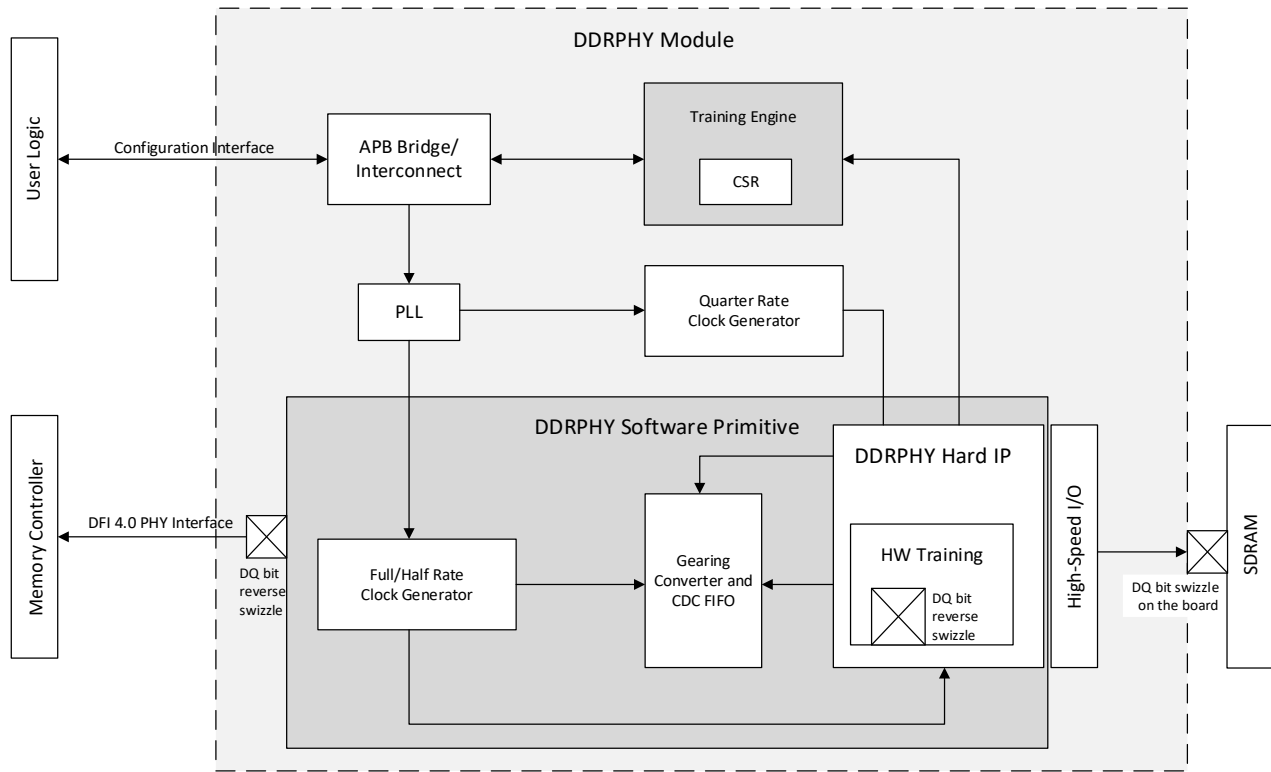 DDRPHY Module
User Logic
Configuration Interface
APB Bridge/
Interconnect
Training Engine
CSR
PLL
Quarter Rate
Clock Generator
DDRPHY Software Primitive
Memory Controller
DFI 4.0 PHY Interface
DQ bit
reverse
swizzle
Full/Half Rate
Clock Generator
Gearing
Converter and
CDC FIFO
DDRPHY Hard IP
HW Training
DQ bit
reverse
swizzle
High-Speed I/O
DQ bit swizzle
on the board
SDRAM